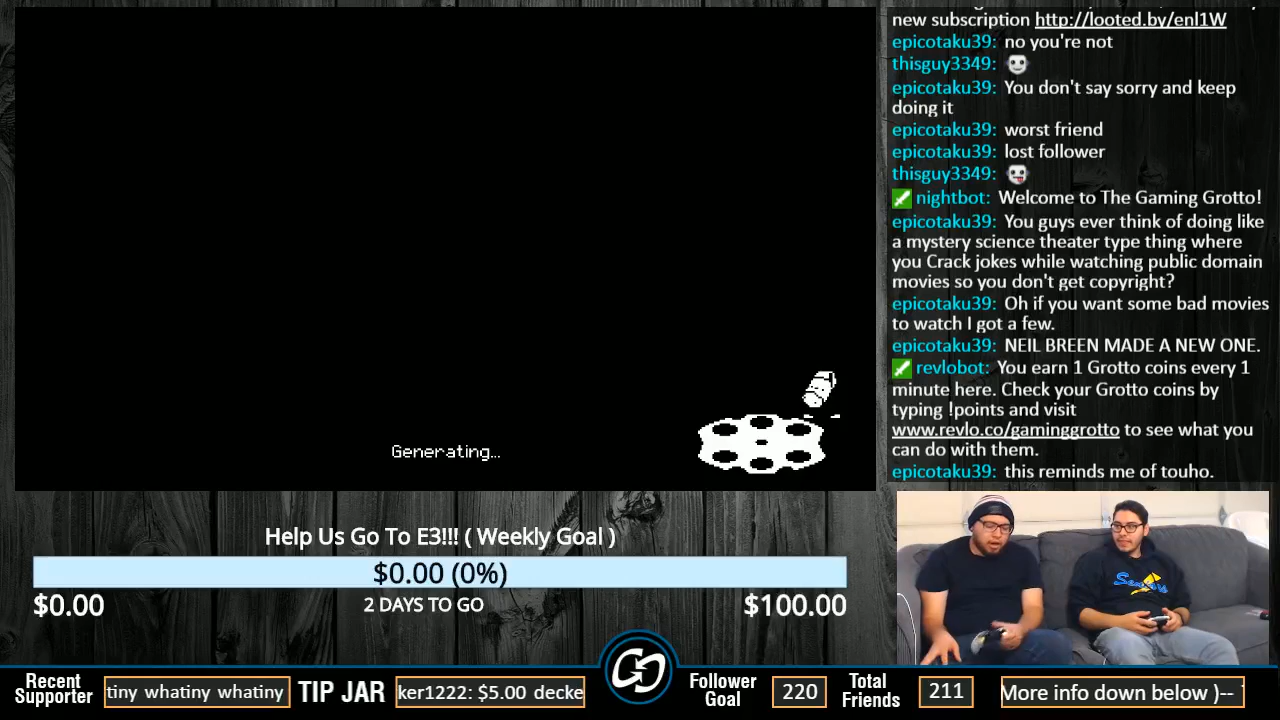 new subscription http://looted.by/enl1W
epicotaku39: no you're not
thisguy3349:
epicotaku39: You don't say sorry and keep
doing it
epicotaku39: worst friend
epicotaku39: lost follower
thisguy3349:
nightbot: Welcome to The Gaming Grotto!
epicotaku39: You guys ever think of doing like
a mystery science theater type thing where
you Crack jokes while watching public domain
movies so you don't get copyright?
epicotaku39: Oh if you want some bad movies
to watch I got a few.
epicotaku39: NEIL BREEN MADE A NEW ONE.
revlobot: You earn 1 Grotto coins every 1
minute here. Check your Grotto coins by
typing !points and visit
www.revlo.co/gaminggrotto to see what you
can do with them.
epicotaku39: this reminds me of touho.
Generating...
Help Us Go To E3!!! ( Weekly Goal )
$0.00 (0%)
$0.00
2 DAYS TO GO
$100.00
Recent
Supporter
tiny whatiny whatiny
TIP JAR
ker1222: $5.00 decke
Follower
Goal
220
Total
Friends
211
More info down below )--